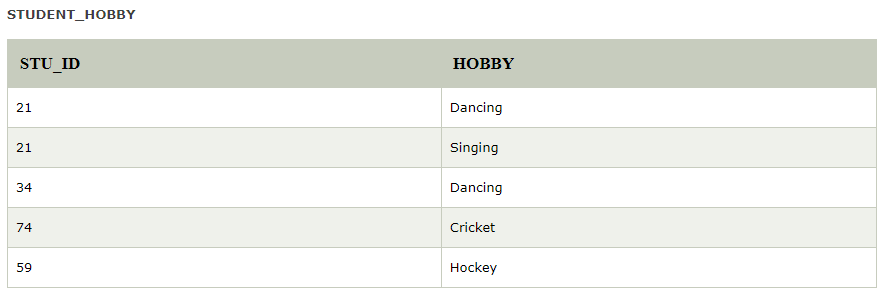 STUDENT_HOBBY
STU_ID HOBBY
21 Dancing
21 Singing
34 Dancing
74 Cricket
59 Hockey